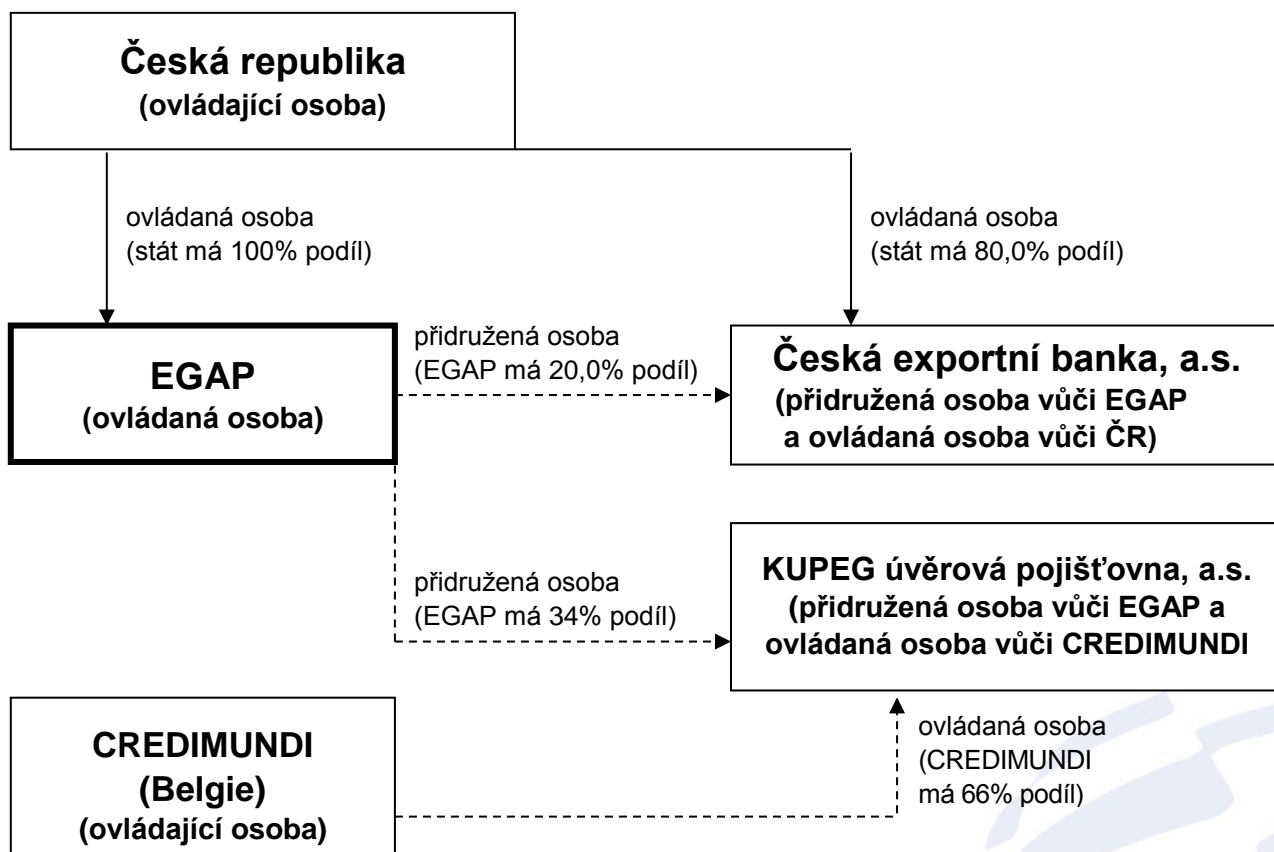 Česká republika
(ovládající osoba)
ovládaná osoba
(stát má 100% podíl)
ovládaná osoba
(stát má 80,0% podíl)
EGAP
(ovládaná osoba)
přidružená osoba
(EGAP má 20,0% podíl)
Česká exportní banka, a.s.
(přidružená osoba vůči EGAP
a ovládaná osoba vůči ČR)
přidružená osoba
(EGAP má 34% podíl)
KUPEG úvěrová pojišťovna, a.s.
(přidružená osoba vůči EGAP a
ovládaná osoba vůči CREDIMUNDI
CREDIMUNDI
(Belgie)
(ovládající osoba)
ovládaná osoba
(CREDIMUNDI
má 66% podíl)